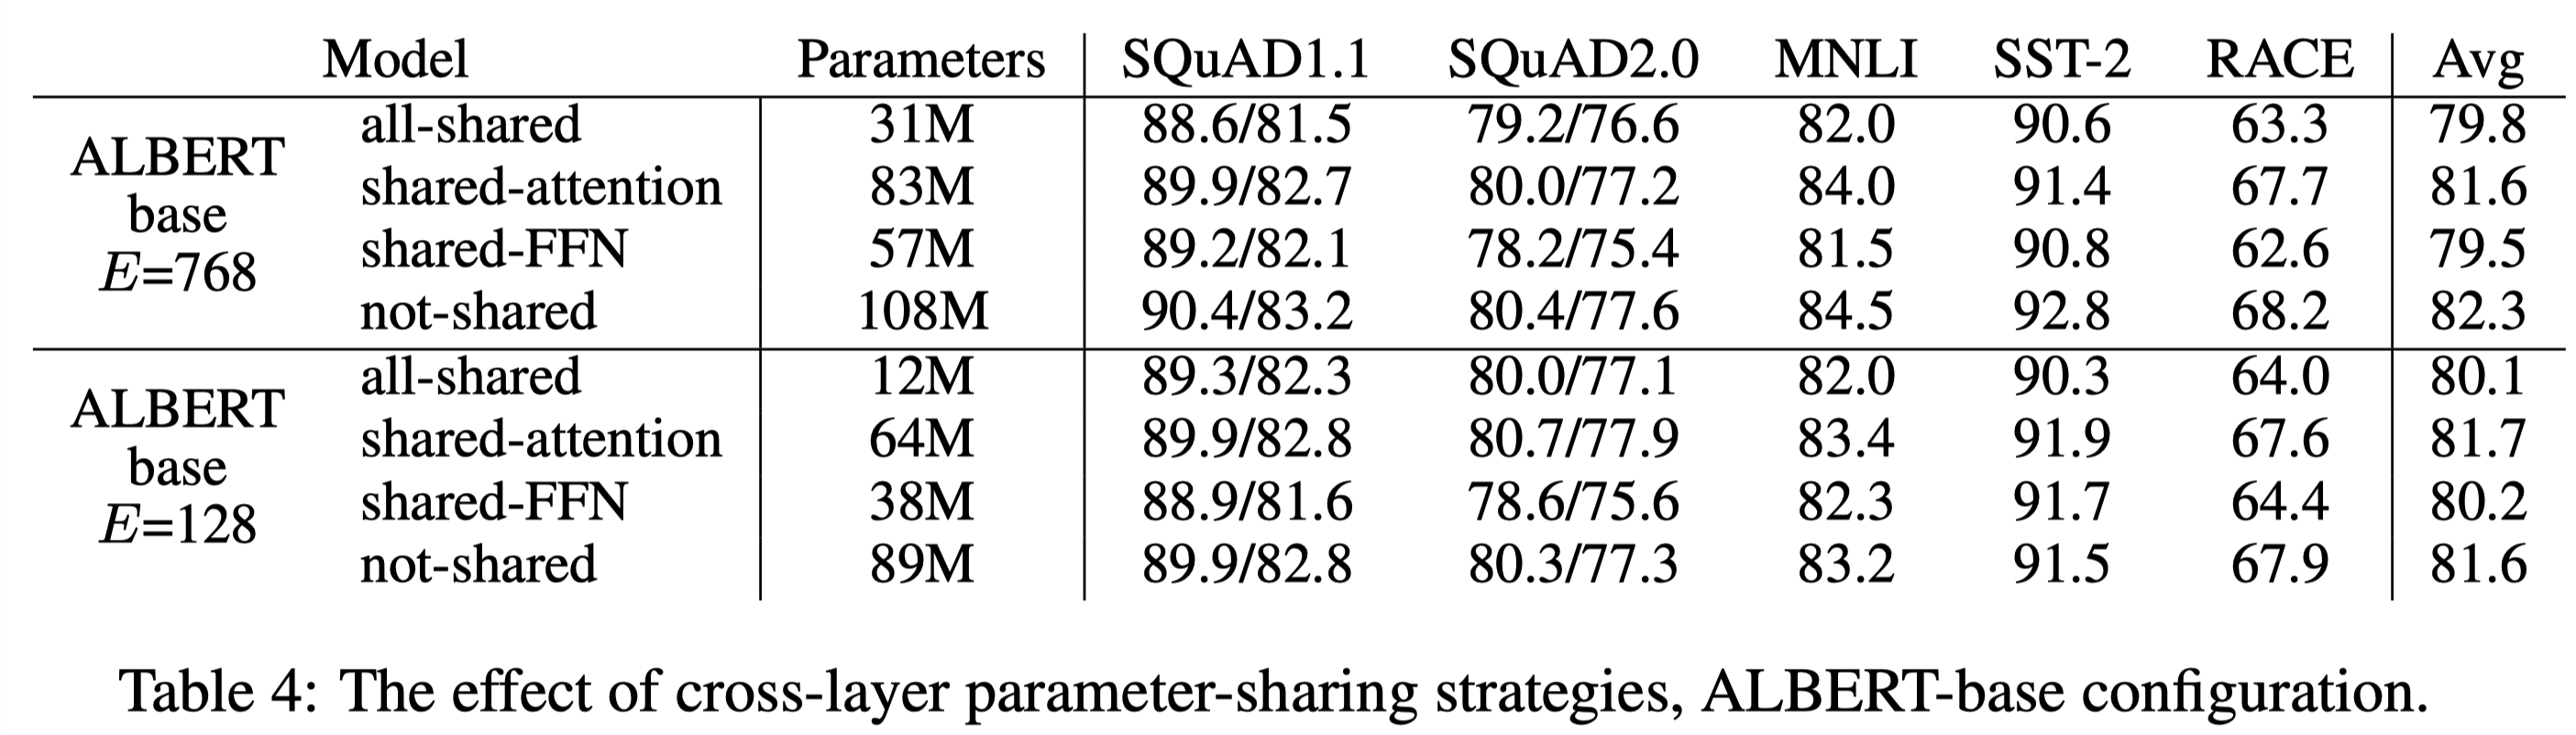 Model Parameters SQuAD1.1 SQuAD2.0 MNLI SST-2 RACE Avg
ALBERT base E=768
all-shared 31M 88.6/81.5 79.2/76.6 82.0 90.6 63.3 79.8
shared-attention 83M 89.9/82.7 80.0/77.2 84.0 91.4 67.7 81.6
shared-FFN 57M 89.2/82.1 78.2/75.4 81.5 90.8 62.6 79.5
not-shared 108M 90.4/83.2 80.4/77.6 84.5 92.8 68.2 82.3
ALBERT base E=128
all-shared 12M 89.3/82.3 80.0/77.1 82.0 90.3 64.0 80.1
shared-attention 64M 89.9/82.8 80.7/77.9 83.4 91.9 67.6 81.7
shared-FFN 38M 88.9/81.6 78.6/75.6 82.3 91.7 64.4 80.2
not-shared 89M 89.9/82.8 80.3/77.3 83.2 91.5 67.9 81.6
Table 4: The effect of cross-layer parameter-sharing strategies, ALBERT-base configuration.